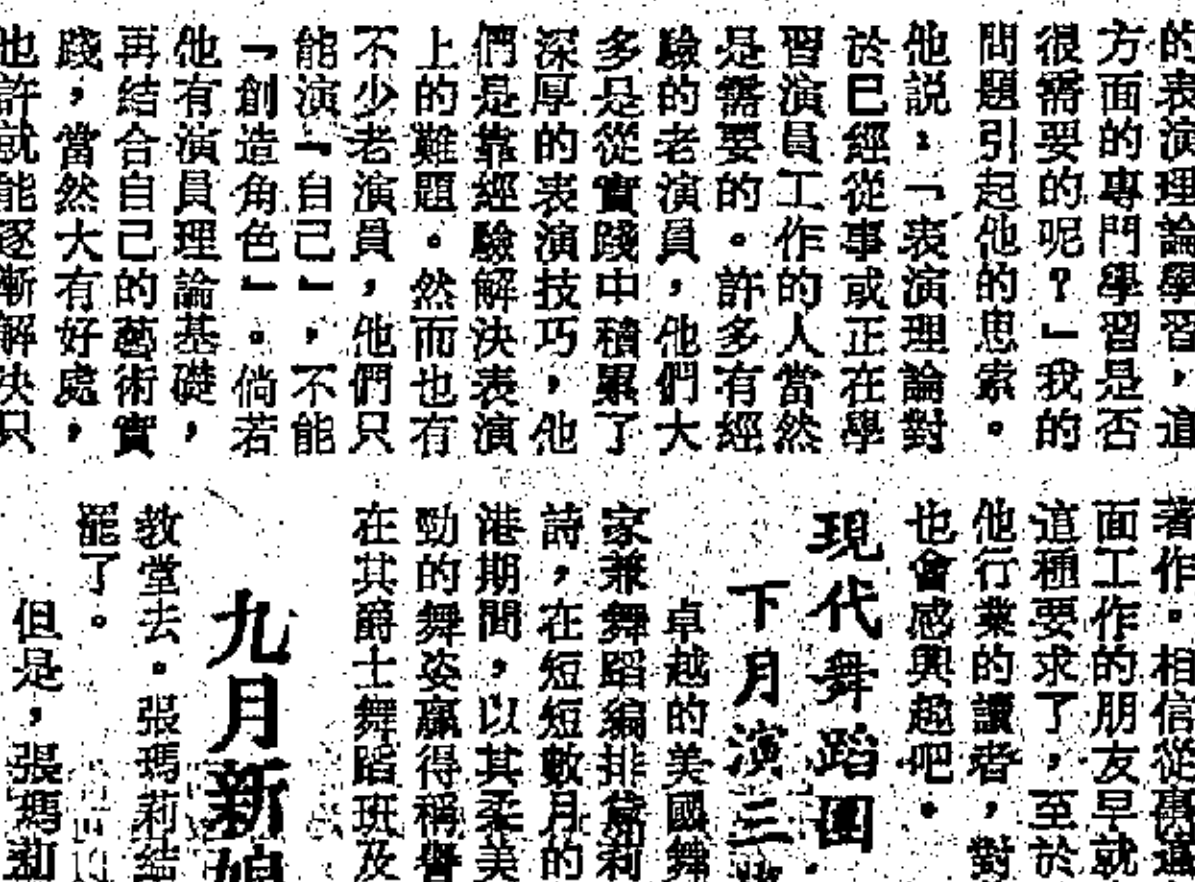 的表演理論學習，這
方面的專門學習是否
很需要的呢？」我的
問題引起他的思索。
他説：「表演理論對
於已經從事或正在學
習演員工作的人當然
是需要的。許多有經
驗的老演員，他們大
多是從實踐中積累了
深厚的表演技巧，他
們是靠經驗解決表演
上的難題。然而也有
不少老演員，他們只
能演「自己」，不能
「創造角色」。倘若
他有演員理論基礎，
再結合自己的藝術實
踐，當然大有好處，
也許就能逐漸解決只
著作。相信從事這
面工作的朋友早就
這種要求了，至於
他行業的讀者，對
也會感興趣吧。
現代舞蹈團
下月演三
卓越的美國舞
家兼舞蹈編排黛利
詩，在短短數月的
港期間，以其柔美
勁的舞姿贏得稱譽
在其爵士舞蹈班及
九月新娘
教堂去。張瑪莉結
罷了。
但是，張瑪莉